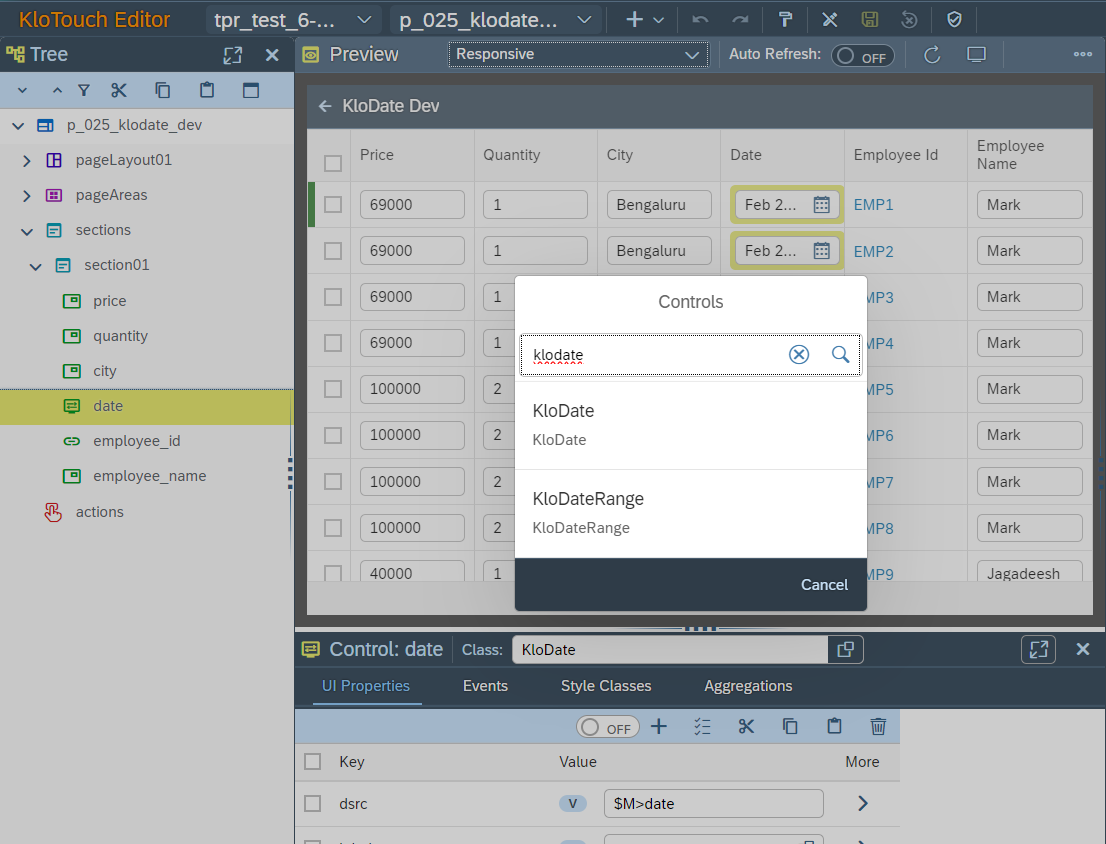 KloTouch Editor
tpr_test_6-...
p_025_klodate...
Tree
Preview
Responsive
Auto Refresh:
OFF
p_025_klodate_dev
pageLayout01
pageAreas
sections
section01
price
quantity
city
date
employee_id
employee_name
actions
KloDate Dev
Price Quantity City Date Employee Id Employee Name
69000 1 Bengaluru Feb 2... EMP1 Mark
69000 1 Bengaluru Feb 2... EMP2 Mark
69000 1 MP3 Mark
69000 1 MP4 Mark
100000 2 MP5 Mark
100000 2 MP6 Mark
100000 2 MP7 Mark
100000 2 MP8 Mark
40000 1 MP9 Jagadeesh
Controls
klodate
KloDate
KloDate
KloDateRange
KloDateRange
Cancel
Control: date
Class:
KloDate
UI Properties Events Style Classes Aggregations
OFF
Key Value More
dsrc V $M>date